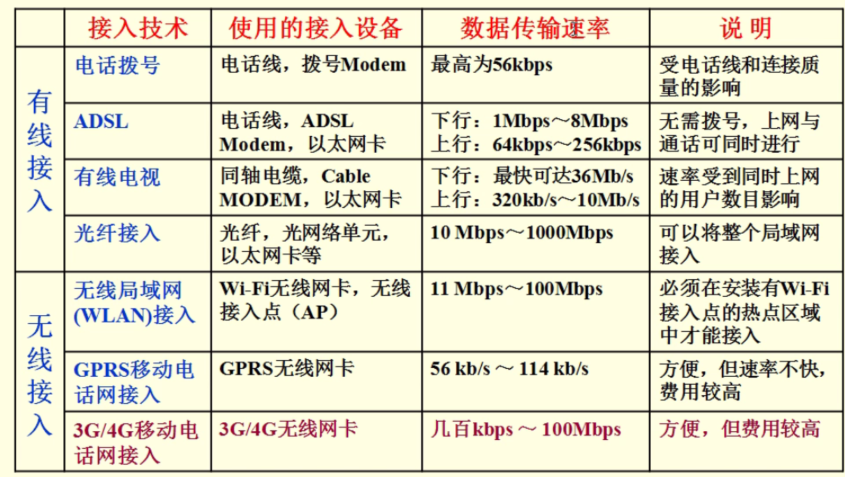 接入技术 使用的接入设备 数据传输速率 说 明
有线接入
电话拨号 电话线，拨号Modem 最高为56kbps 受电话线和连接质
量的影响
ADSL 电话线，ADSL 下行：1Mbps～8Mbps 无需拨号，上网与
Modem，以太网卡 上行：64kbps～256kbps 通话可同时进行
有线电视 同轴电缆，Cable 下行：最快可达36Mb/s 速率受到同时上网
MODEM，以太网卡 上行：320kb/s～10Mb/s 的用户数目影响
光纤接入 光纤，光网络单元， 10 Mbps～1000Mbps 可以将整个局域网
以太网卡等 接入
无线接入
无线局域网 Wi-Fi无线网卡，无线 11 Mbps～100Mbps 必须在安装有Wi-Fi
(WLAN)接入 接入点（AP） 接入点的热点区域
中才能接入
GPRS移动电 GPRS无线网卡 56 kb/s ～ 114 kb/s 方便，但速率不快，
话网接入 费用较高
3G/4G移动电 3G/4G无线网卡 几百kbps ～ 100Mbps 方便，但费用较高
话网接入